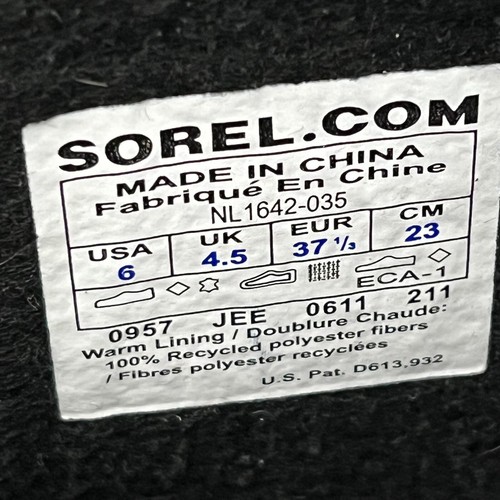 SOREL.COM
MADE IN CHINA
Fabriqué En Chine
NL1642-035
USA UK EUR CM
6 4.5 37 1/3 23
ECA-1
0957 JEE 0611 211
Warm Lining / Doublure Chaude:
100% Recycled polyester fibers
/ Fibres polyester recyclées
U.S. Pat. D613,932